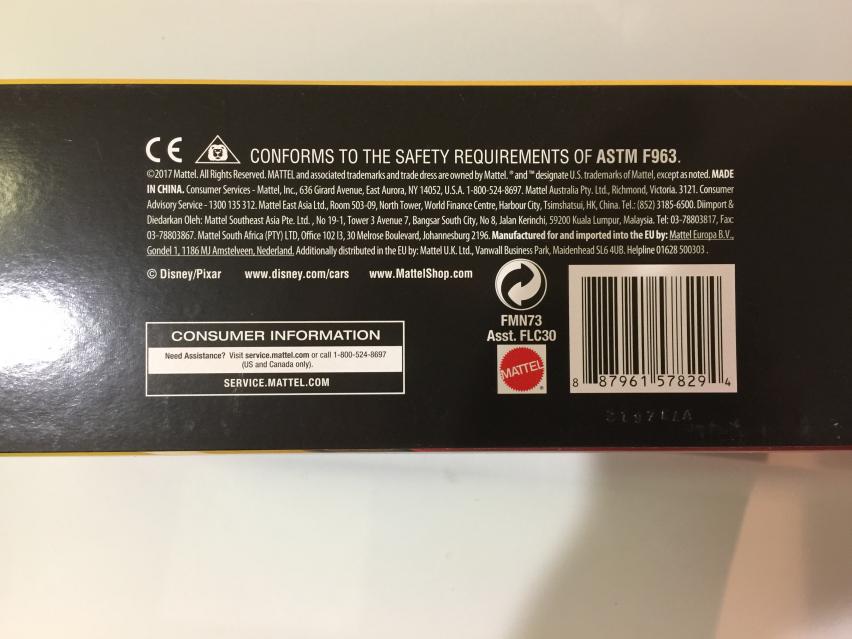 CE CONFORMS TO THE SAFETY REQUIREMENTS OF ASTM F963.
©2017 Mattel. All Rights Reserved. MATTEL and associated trademarks and trade dress are owned by Mattel. ® and ™ designate U.S. trademarks of Mattel, except as noted. MADE
IN CHINA. Consumer Services - Mattel, Inc., 636 Girard Avenue, East Aurora, NY 14052, U.S.A. 1-800-524-8697. Mattel Australia Pty. Ltd., Richmond, Victoria. 3121. Consumer
Advisory Service - 1300 135 312. Mattel East Asia Ltd., Room 503-09, North Tower, World Finance Centre, Harbour City, Tsimshatsui, HK, China. Tel.: (852) 3185-6500. Diimport &
Diedarkan Oleh: Mattel Southeast Asia Pte. Ltd. , No 19-1, Tower 3 Avenue 7, Bangsar South City, No 8, Jalan Kerinchi, 59200 Kuala Lumpur, Malaysia. Tel: 03-78803817, Fax:
03-78803867. Mattel South Africa (PTY) LTD, Office 102 I3, 30 Melrose Boulevard, Johannesburg 2196. Manufactured for and imported into the EU by: Mattel Europa B.V.,
Gondel 1, 1186 MJ Amstelveen, Nederland. Additionally distributed in the EU by: Mattel U.K. Ltd., Vanwall Business Park, Maidenhead SL6 4UB. Helpline 01628 500303 .
© Disney/Pixar www.disney.com/cars www.MattelShop.com
FMN73
Asst. FLC30
MATTEL ®
8 87961 57829 4
CONSUMER INFORMATION
Need Assistance? Visit service.mattel.com or call 1-800-524-8697
(US and Canada only).
SERVICE.MATTEL.COM